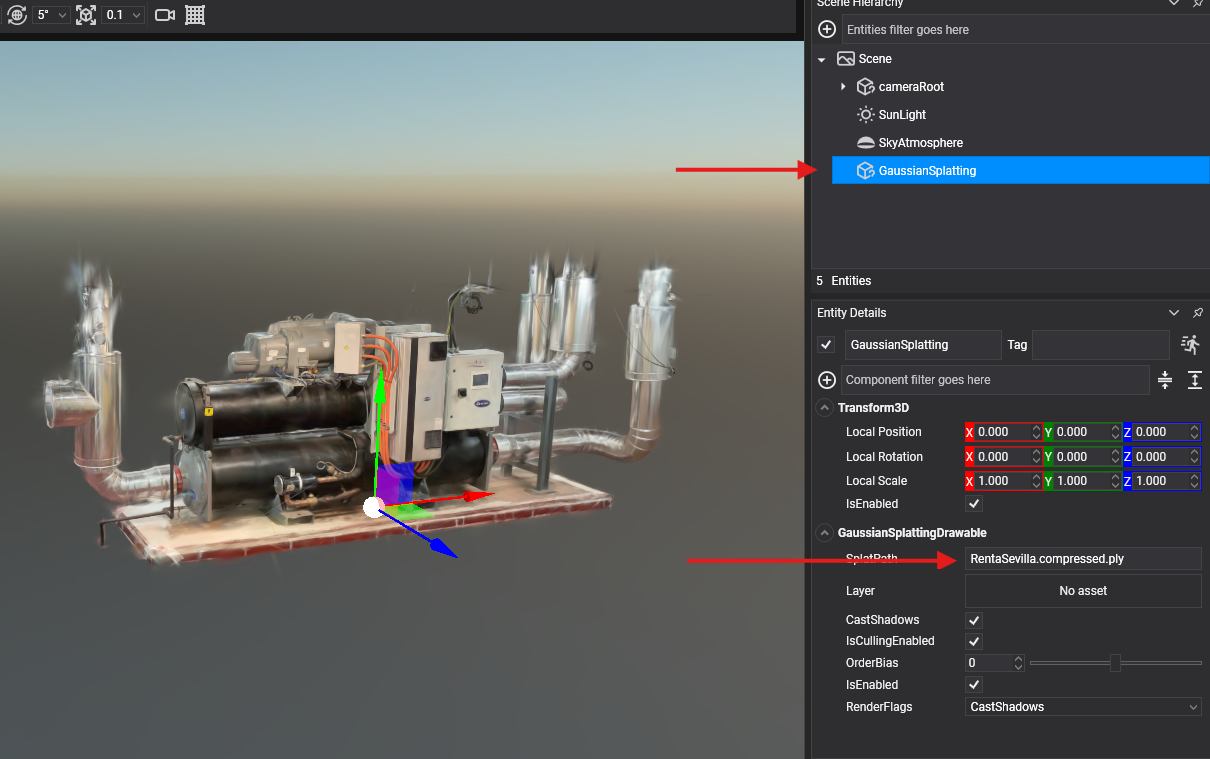 5°
0.1
Scene Hierarchy
Entities filter goes here
Scene
cameraRoot
SunLight
SkyAtmosphere
GaussianSplatting
5 Entities
Entity Details
GaussianSplatting Tag
Component filter goes here
Transform3D
Local Position X 0.000 Y 0.000 Z 0.000
Local Rotation X 0.000 Y 0.000 Z 0.000
Local Scale X 1.000 Y 1.000 Z 1.000
IsEnabled
GaussianSplattingDrawable
SplatPath RentaSevilla.compressed.ply
Layer No asset
CastShadows
IsCullingEnabled
OrderBias 0
IsEnabled
RenderFlags CastShadows